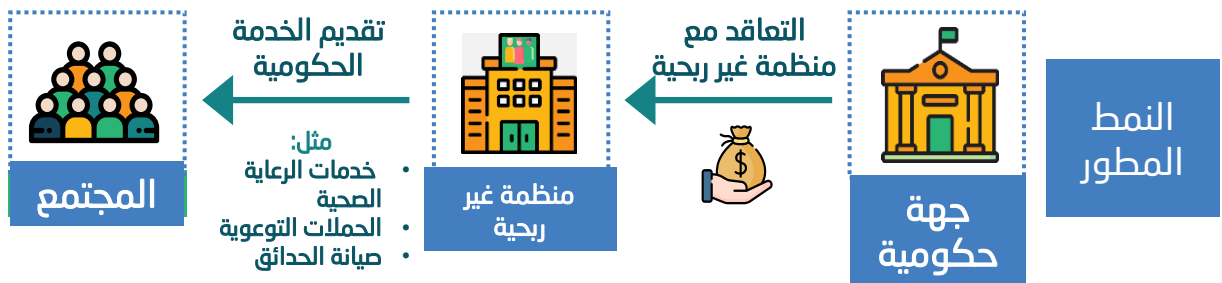 النمط
المطور
جهة
حكومية
التعاقد مع
منظمة غير ربحية
$
منظمة غير
ربحية
تقديم الخدمة
الحكومية
مثل:
• خدمات الرعاية
الصحية
• الحملات التوعوية
• صيانة الحدائق
المجتمع